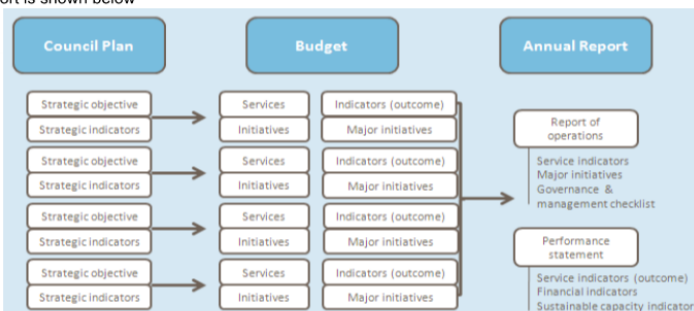 ort is shown below
Council Plan Budget Annual Report
Strategic objective Services Indicators (outcome)
Strategic indicators Initiatives Major initiatives
Strategic objective Services Indicators (outcome)
Strategic indicators Initiatives Major initiatives
Strategic objective Services Indicators (outcome)
Strategic indicators Initiatives Major initiatives
Strategic objective Services Indicators (outcome)
Strategic indicators Initiatives Major initiatives
Report of
operations
Service indicators
Major initiatives
Governance &
management checklist
Performance
statement
Service indicators (outcome)
Financial indicators
Sustainable capacity indicator